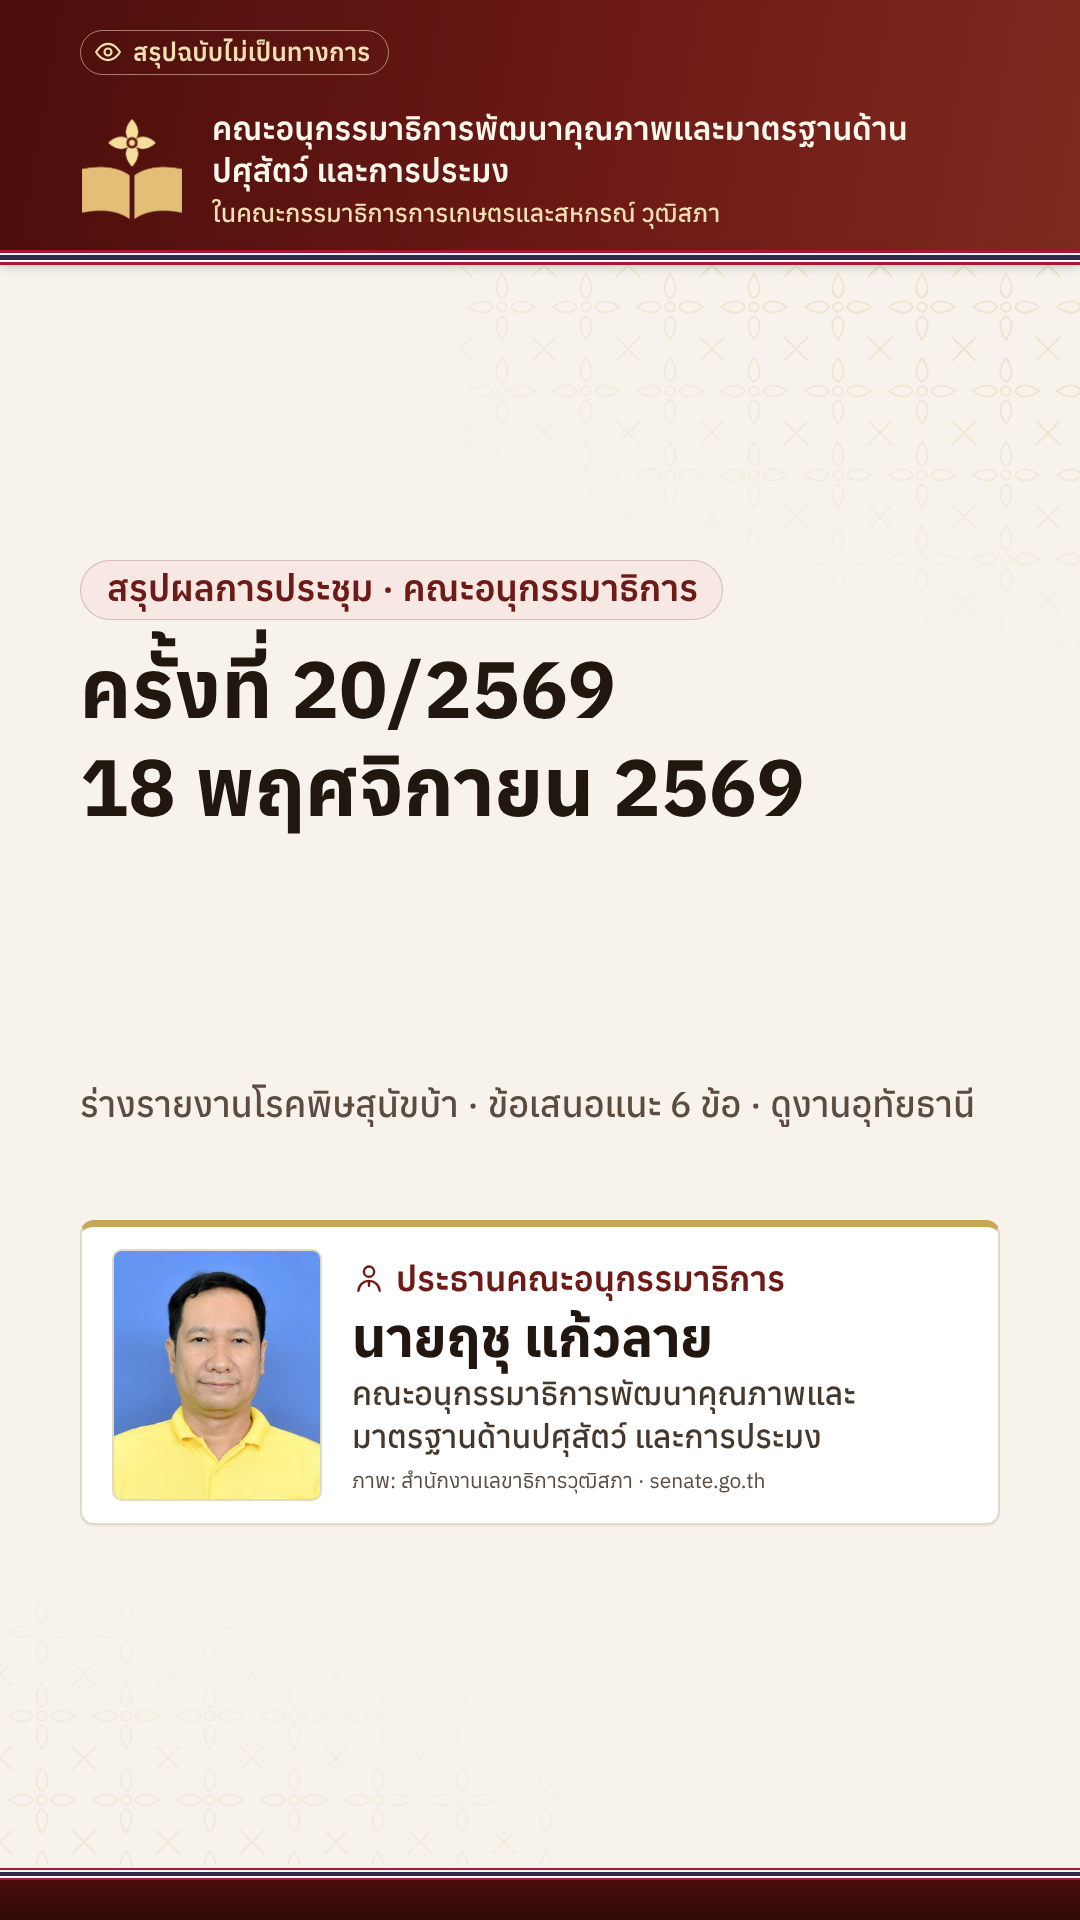 สรุปฉบับไม่เป็นทางการ
คณะอนุกรรมาธิการพัฒนาคุณภาพและมาตรฐานด้าน
ปศุสัตว์ และการประมง
ในคณะกรรมาธิการการเกษตรและสหกรณ์ วุฒิสภา
สรุปผลการประชุม · คณะอนุกรรมาธิการ
ครั้งที่ 20/2569
18 พฤศจิกายน 2569
ร่างรายงานโรคพิษสุนัขบ้า · ข้อเสนอแนะ 6 ข้อ · ดูงานอุทัยธานี
ประธานคณะอนุกรรมาธิการ
นายฤชุ แก้วลาย
คณะอนุกรรมาธิการพัฒนาคุณภาพและ
มาตรฐานด้านปศุสัตว์ และการประมง
ภาพ: สำนักงานเลขาธิการวุฒิสภา · senate.go.th